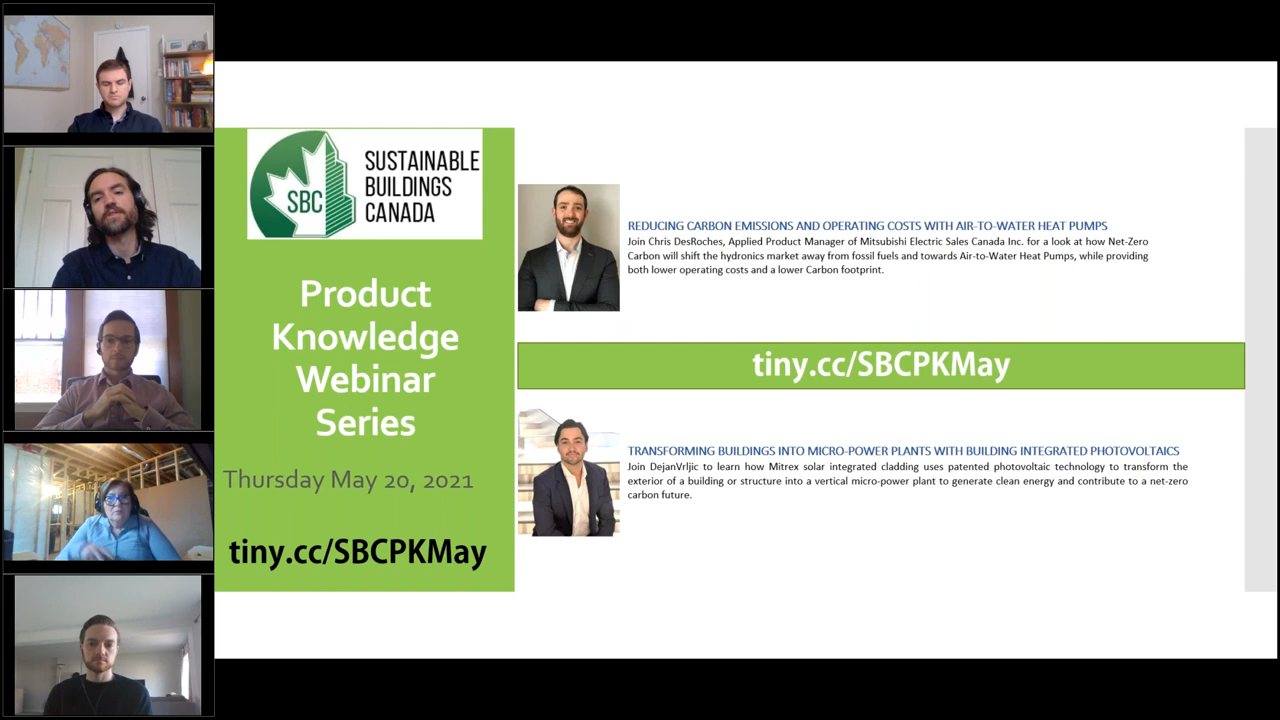 SBC
SUSTAINABLE
BUILDINGS
CANADA
Product
Knowledge
Webinar
Series
Thursday May 20, 2021
tiny.cc/SBCPKMay
REDUCING CARBON EMISSIONS AND OPERATING COSTS WITH AIR-TO-WATER HEAT PUMPS
Join Chris DesRoches, Applied Product Manager of Mitsubishi Electric Sales Canada Inc. for a look at how Net-Zero
Carbon will shift the hydronics market away from fossil fuels and towards Air-to-Water Heat Pumps, while providing
both lower operating costs and a lower Carbon footprint.
tiny.cc/SBCPKMay
TRANSFORMING BUILDINGS INTO MICRO-POWER PLANTS WITH BUILDING INTEGRATED PHOTOVOLTAICS
Join DejanVrljic to learn how Mitrex solar integrated cladding uses patented photovoltaic technology to transform the
exterior of a building or structure into a vertical micro-power plant to generate clean energy and contribute to a net-zero
carbon future.